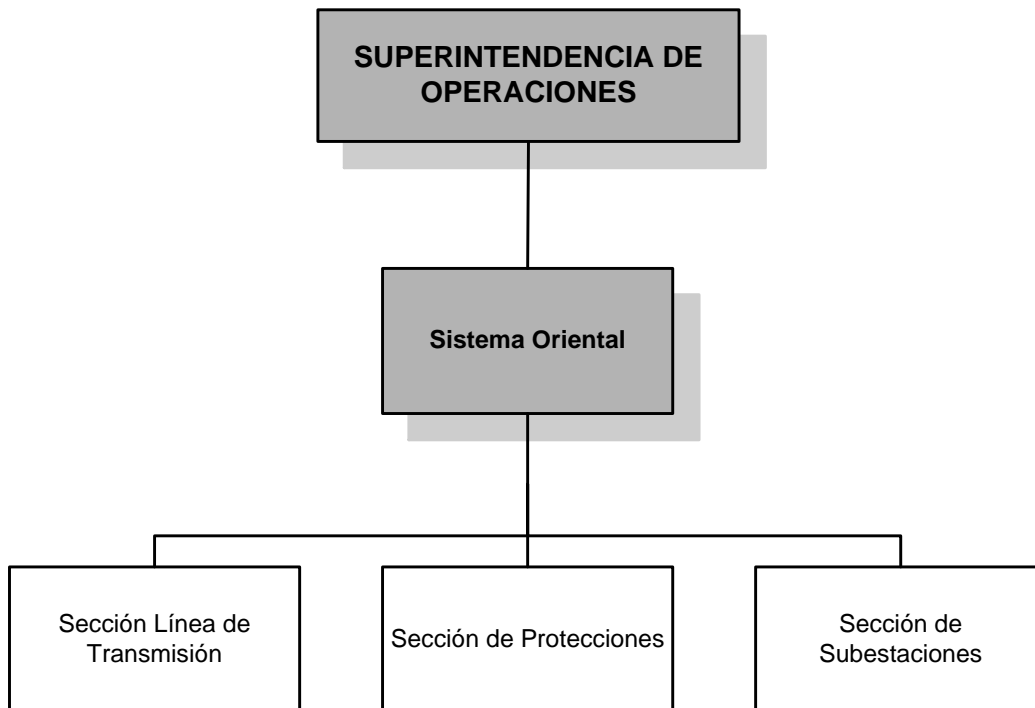 SUPERINTENDENCIA DE
OPERACIONES
Sistema Oriental
Sección Línea de
Transmisión
Sección de Protecciones
Sección de
Subestaciones